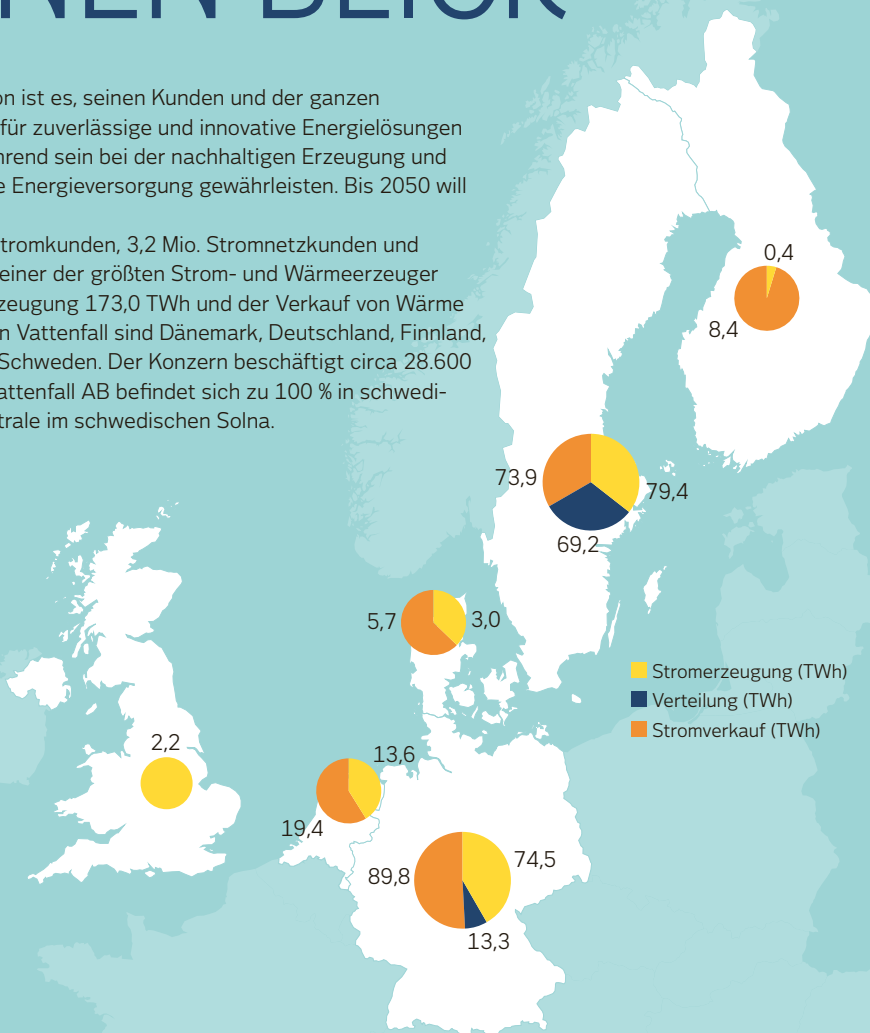 NEN BLICK
on ist es, seinen Kunden und der ganzen
für zuverlässige und innovative Energielösungen
hrend sein bei der nachhaltigen Erzeugung und
e Energieversorgung gewährleisten. Bis 2050 will
tromkunden, 3,2 Mio. Stromnetzkunden und
einer der größten Strom- und Wärmeerzeuger
zeugung 173,0 TWh und der Verkauf von Wärme
n Vattenfall sind Dänemark, Deutschland, Finnland,
Schweden. Der Konzern beschäftigt circa 28.600
attenfall AB befindet sich zu 100 % in schwedi-
trale im schwedischen Solna.
0,4
8,4
73,9
79,4
69,2
5,7
3,0
Stromerzeugung (TWh)
Verteilung (TWh)
Stromverkauf (TWh)
2,2
13,6
19,4
74,5
89,8
13,3